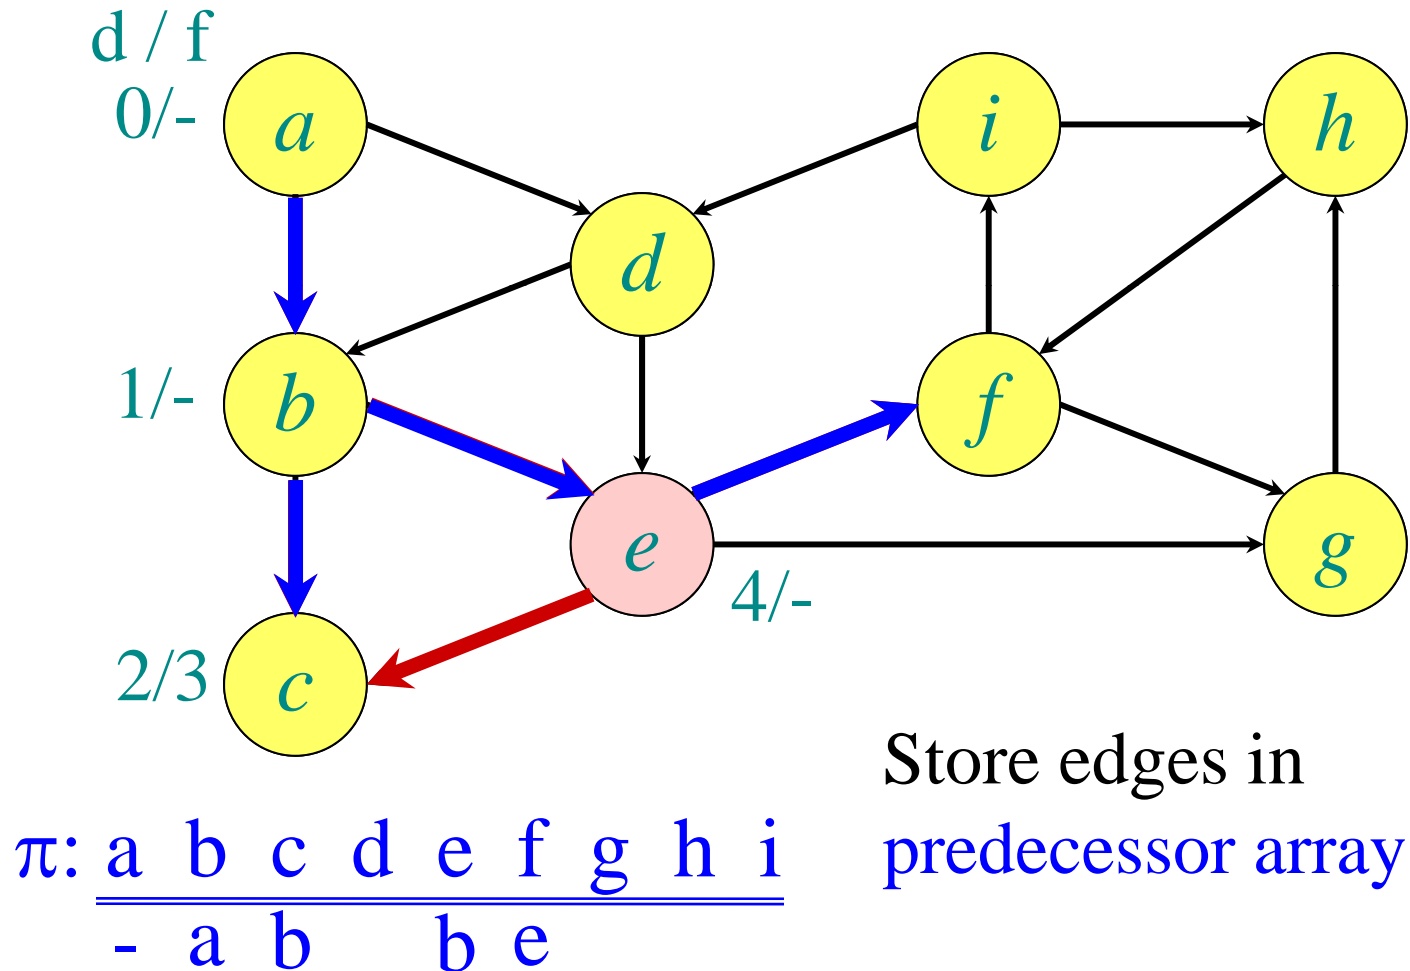 d / f
0/-
a
i
h
d
1/-
b
f
e
g
4/-
2/3
c
Store edges in
predecessor array
π: a b c d e f g h i
- a b b e